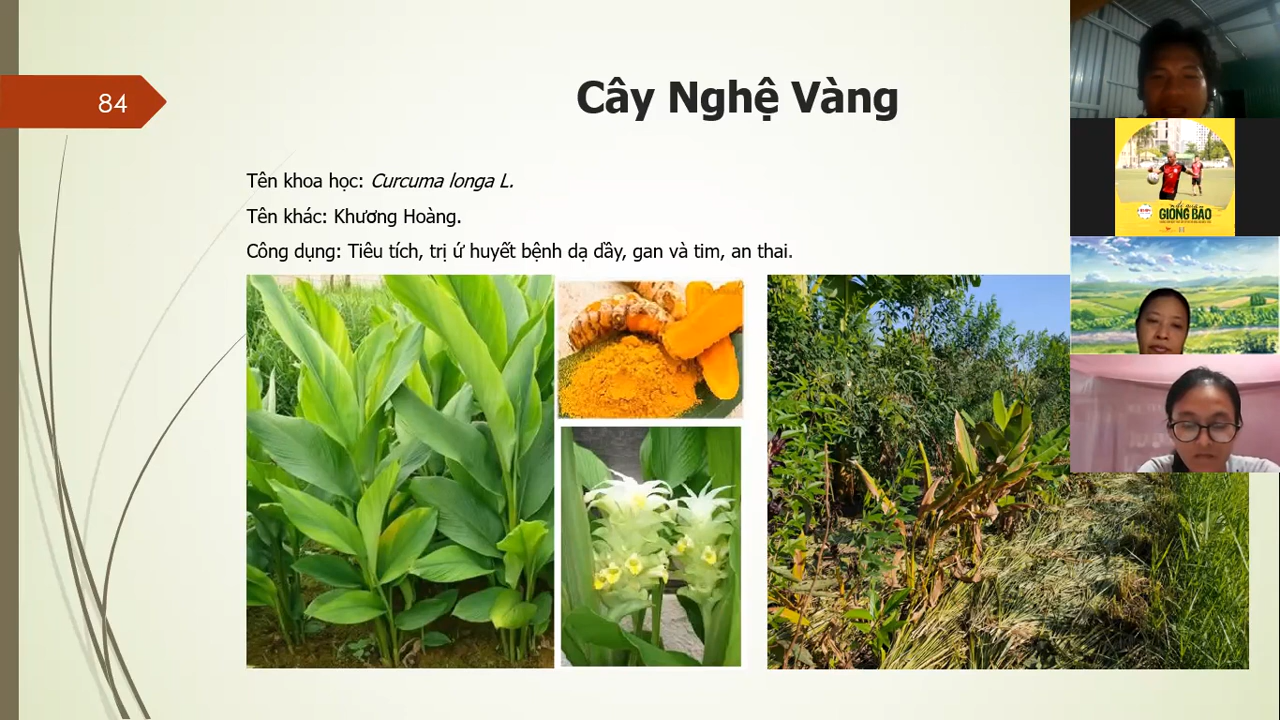 84
Cây Nghệ Vàng
Tên khoa học: Curcuma longa L.
Tên khác: Khương Hoàng.
Công dụng: Tiêu tích, trị ứ huyết bệnh dạ dầy, gan và tim, an thai.
GIÔNG BÃO